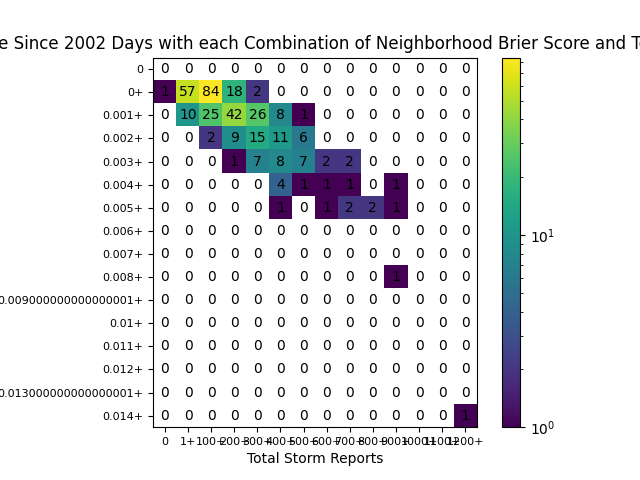 e Since 2002 Days with each Combination of Neighborhood Brier Score and T
0 0 0 0 0 0 0 0 0 0 0 0 0 0 0
0+ 1 57 84 18 2 0 0 0 0 0 0 0 0 0
0.001+ 0 10 25 42 26 8 1 0 0 0 0 0 0 0
0.002+ 0 0 2 9 15 11 6 0 0 0 0 0 0 0
0.003+ 0 0 0 1 7 8 7 2 2 0 0 0 0 0
0.004+ 0 0 0 0 0 4 1 1 1 0 1 0 0 0
0.005+ 0 0 0 0 0 1 0 1 2 2 1 0 0 0
0.006+ 0 0 0 0 0 0 0 0 0 0 0 0 0 0
0.007+ 0 0 0 0 0 0 0 0 0 0 0 0 0 0
0.008+ 0 0 0 0 0 0 0 0 0 0 1 0 0 0
0.009000000000000001+ 0 0 0 0 0 0 0 0 0 0 0 0 0 0
0.01+ 0 0 0 0 0 0 0 0 0 0 0 0 0 0
0.011+ 0 0 0 0 0 0 0 0 0 0 0 0 0 0
0.012+ 0 0 0 0 0 0 0 0 0 0 0 0 0 0
0.013000000000000001+ 0 0 0 0 0 0 0 0 0 0 0 0 0 0
0.014+ 0 0 0 0 0 0 0 0 0 0 0 0 0 1
0 1+ 100+ 200+ 300+ 400+ 500+ 600+ 700+ 800+ 900+ 1000+ 1100+ 1200+
Total Storm Reports
10¹
10⁰